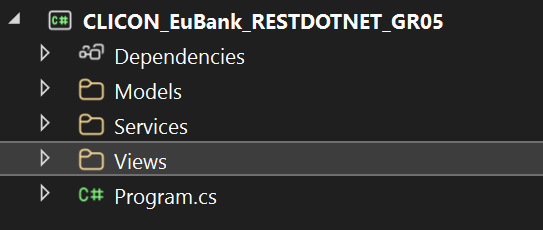 C# CLICON_EuBank_RESTDOTNET_GR05
Dependencies
Models
Services
Views
C# Program.cs